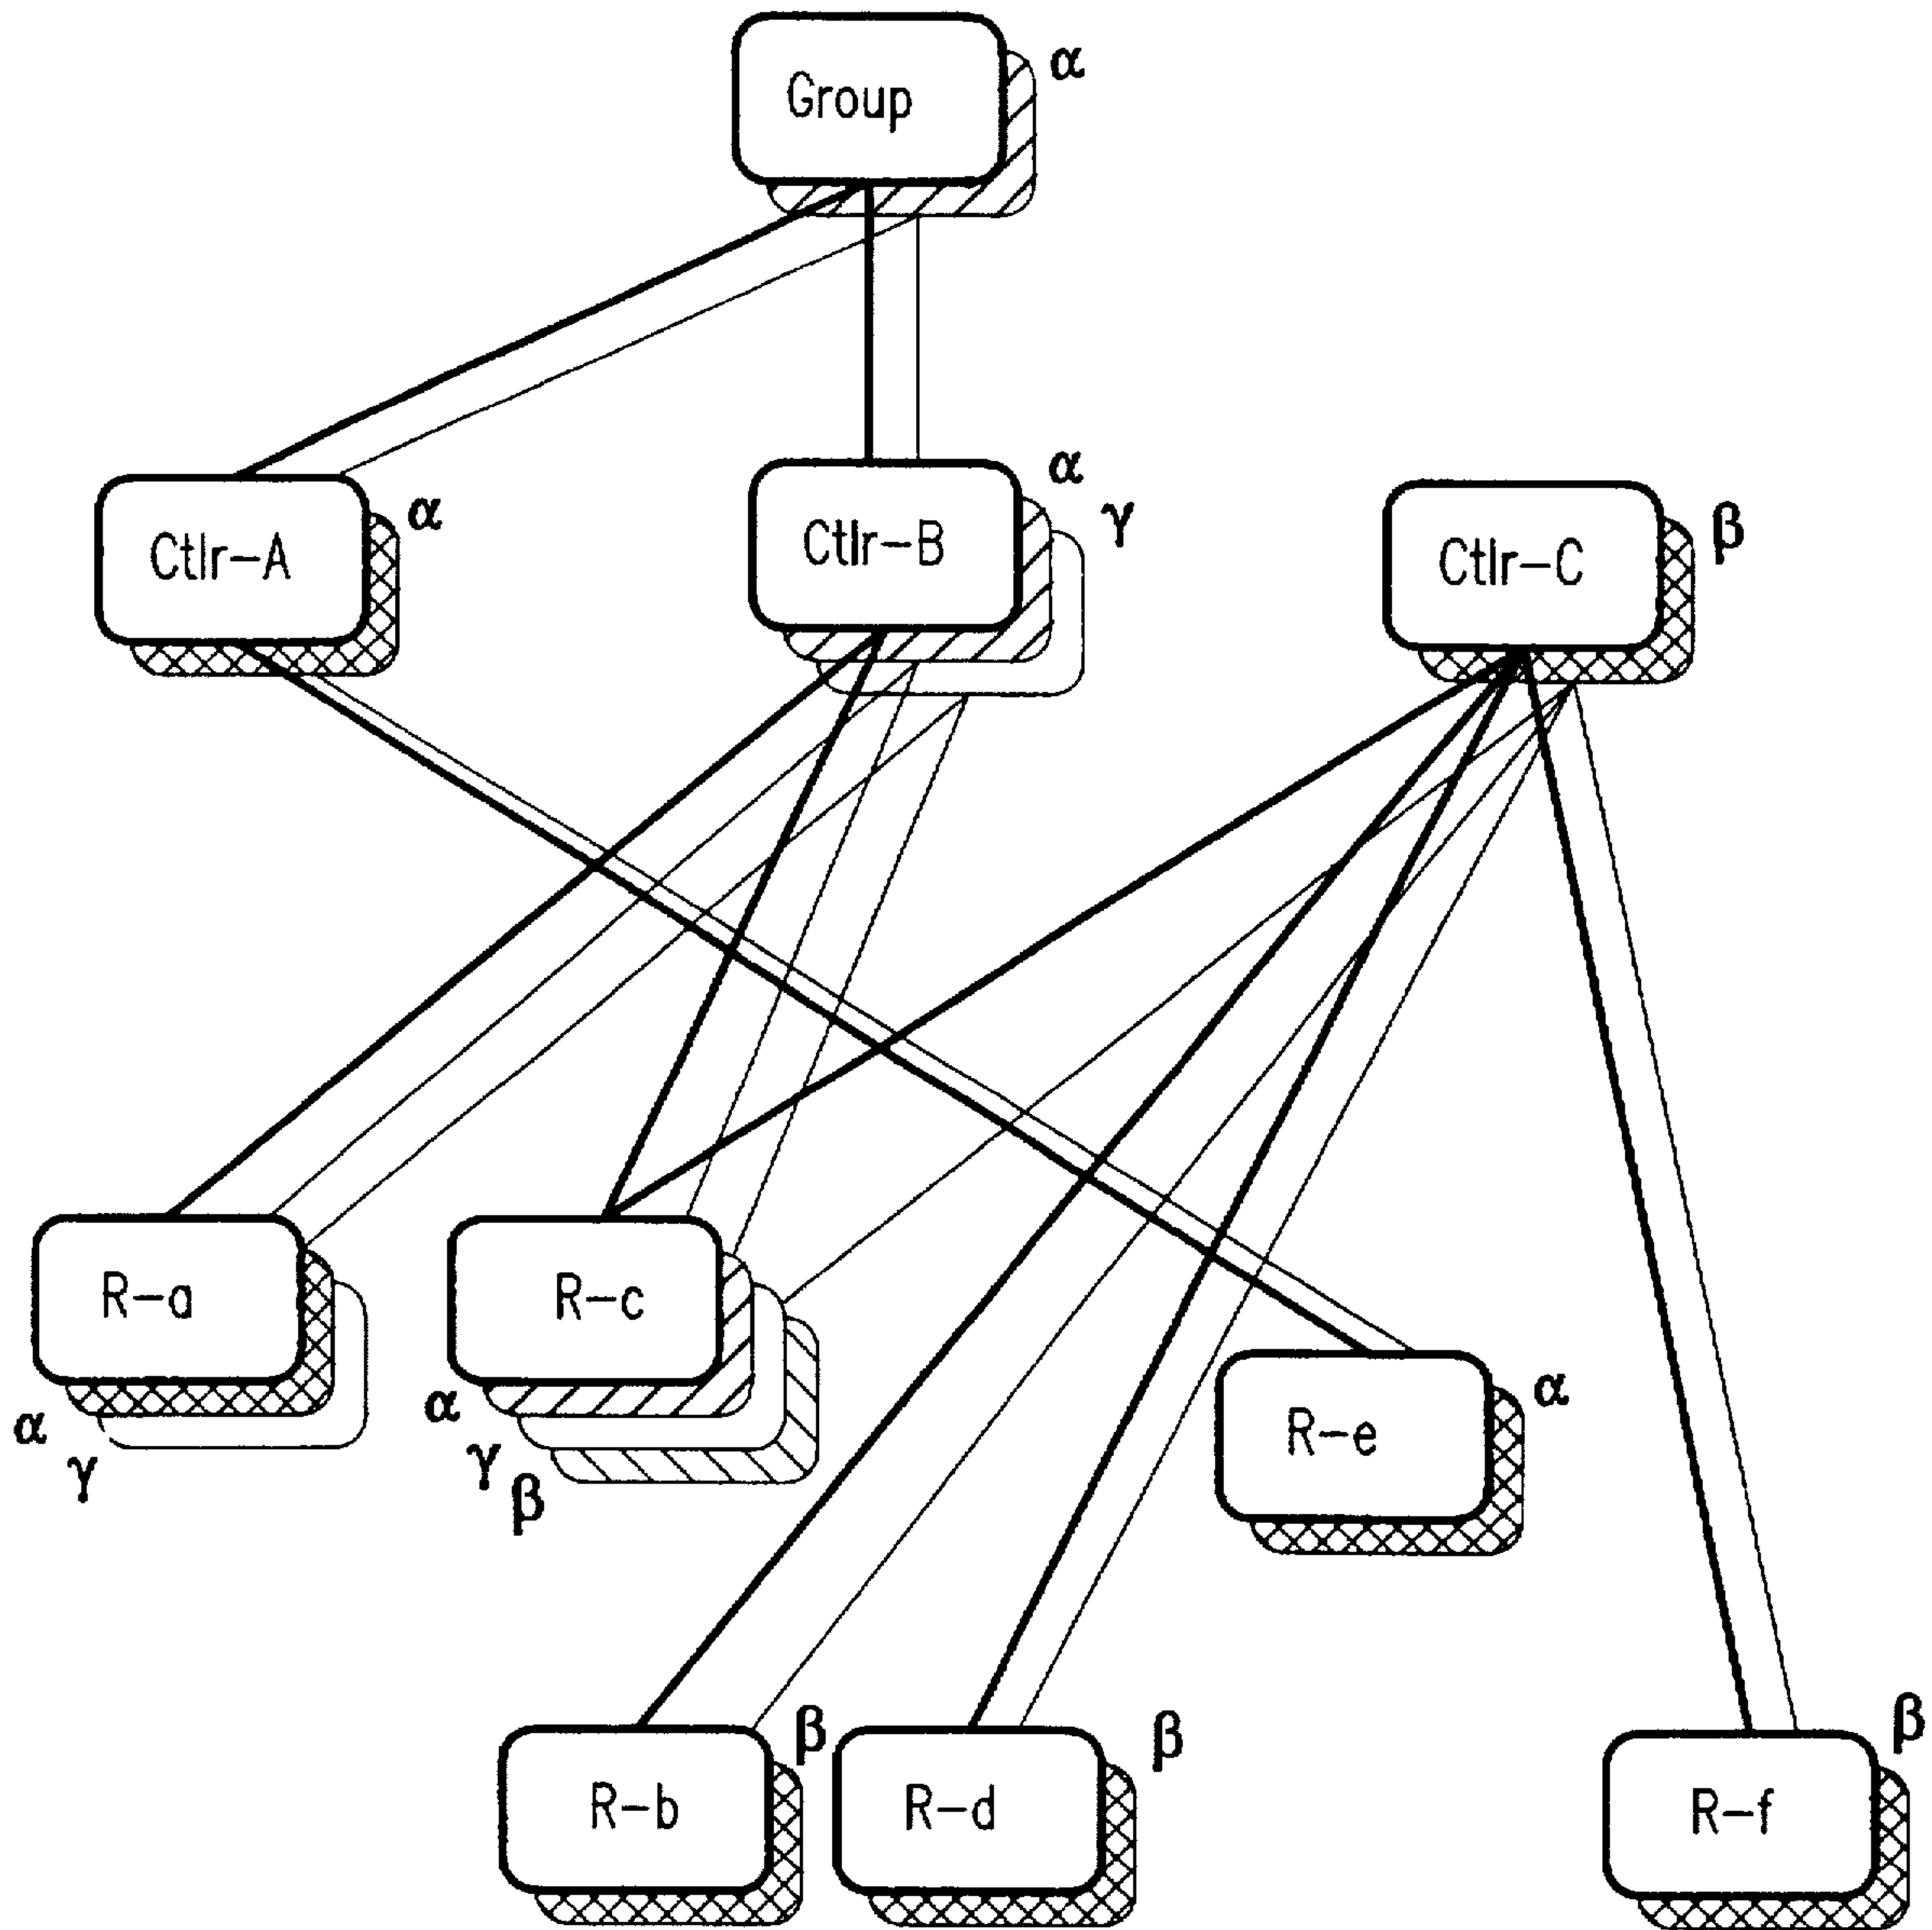 Group
α
Ctlr-A
α
Ctlr-B
α
γ
Ctlr-C
β
R-a
α
γ
R-c
α
γ
β
R-e
α
R-b
β
R-d
β
R-f
β